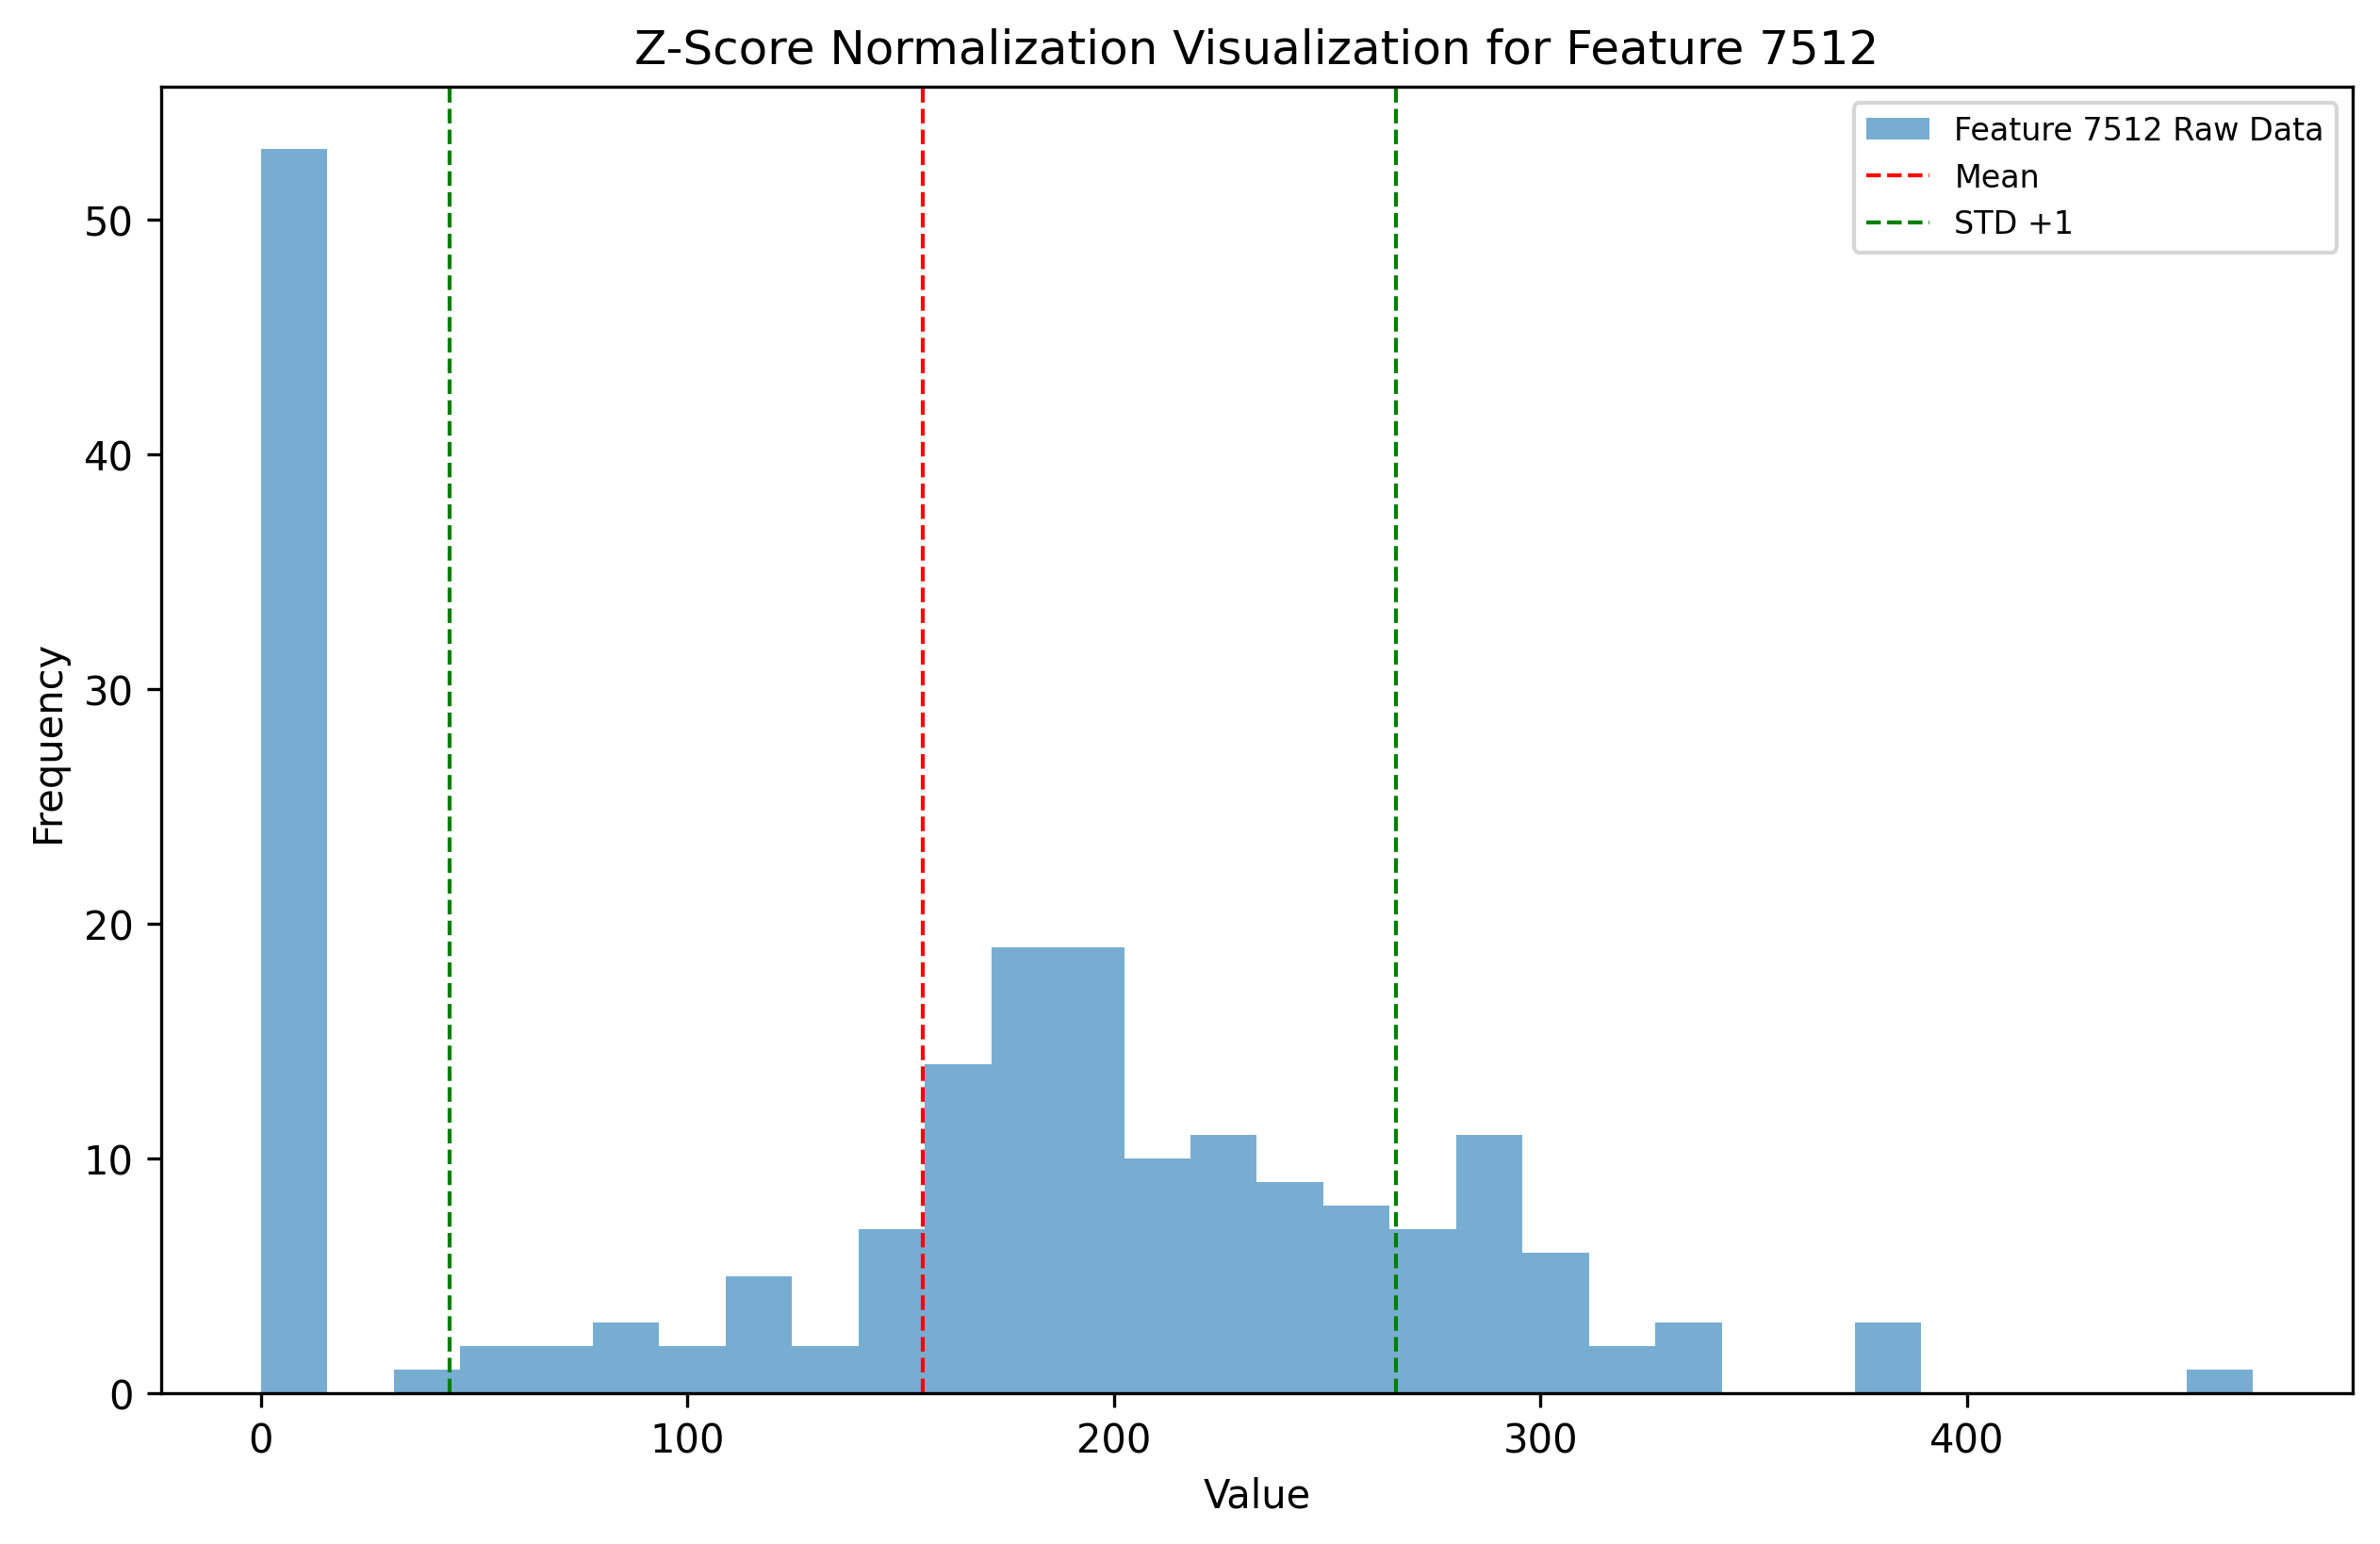 Z-Score Normalization Visualization for Feature 7512
Feature 7512 Raw Data
Mean
STD +1
50
40
30
20
10
0
Frequency
0 100 200 300 400
Value